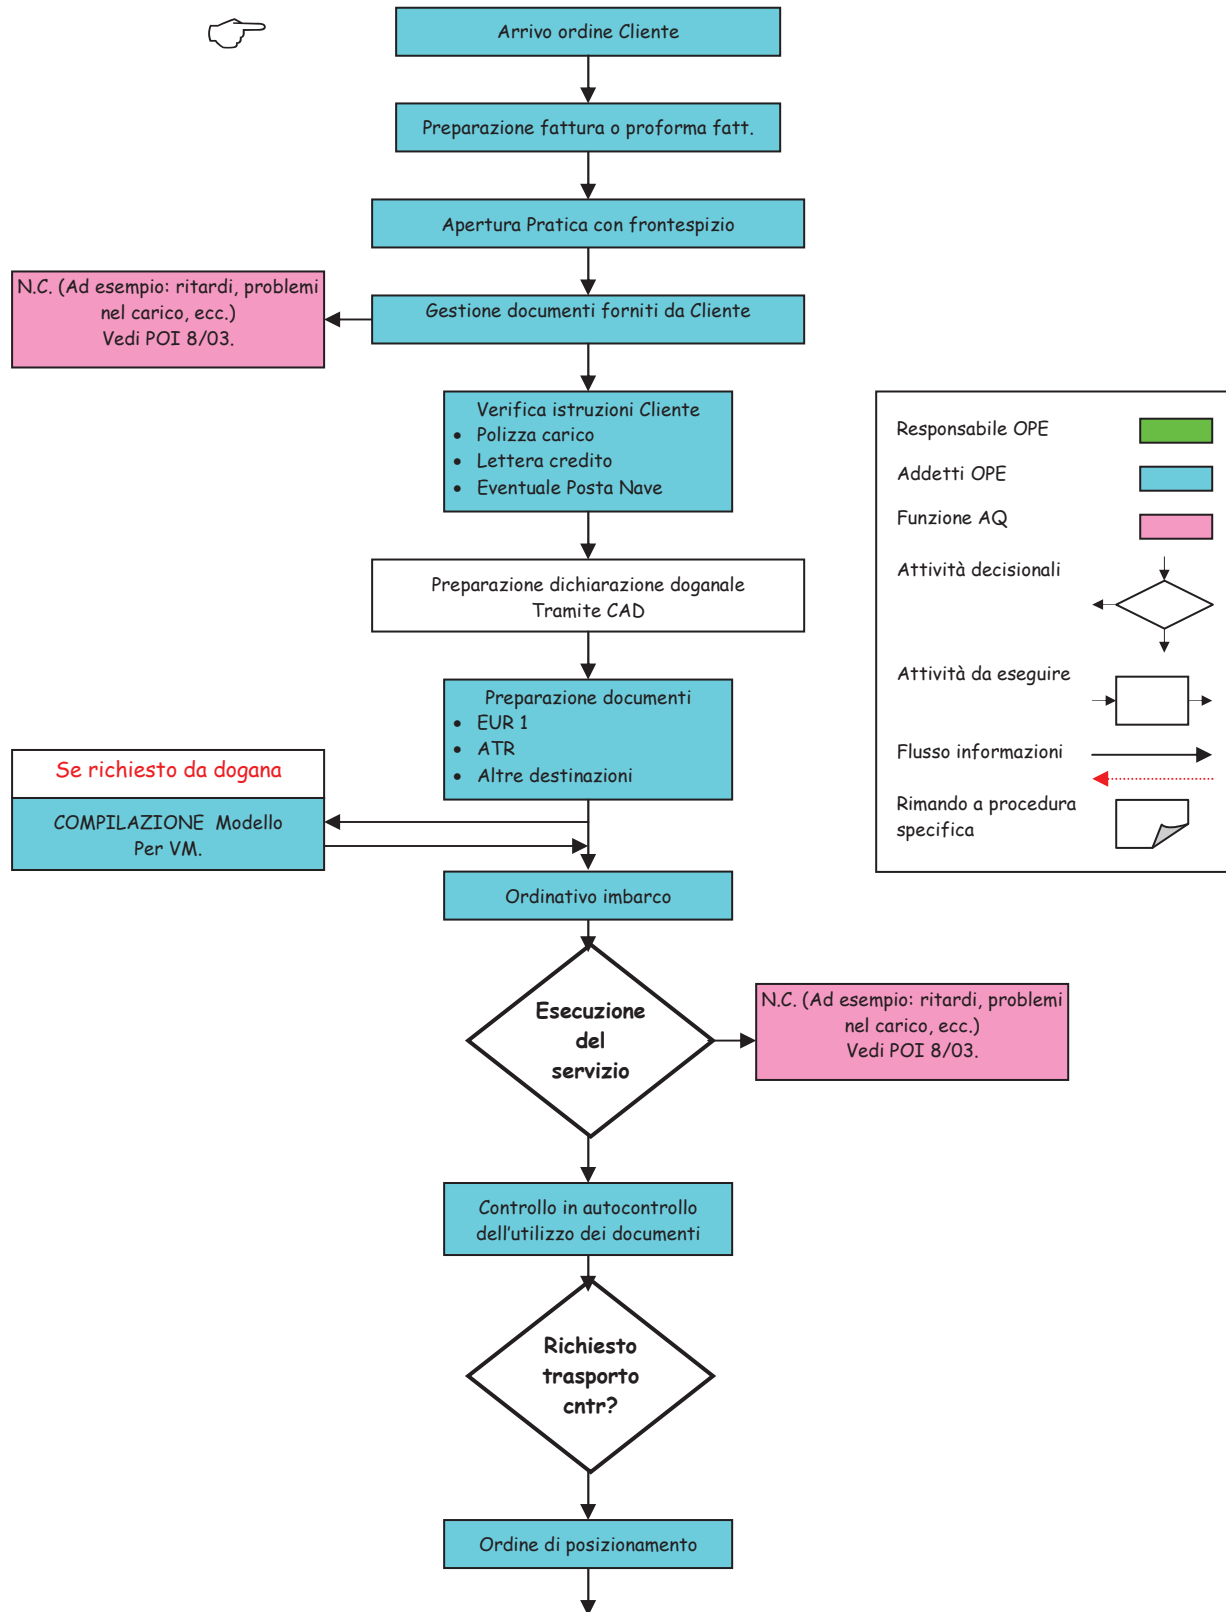 Arrivo ordine Cliente
Preparazione fattura o proforma fatt.
Apertura Pratica con frontespizio
N.C. (Ad esempio: ritardi, problemi
nel carico, ecc.)
Vedi POI 8/03.
Gestione documenti forniti da Cliente
Verifica istruzioni Cliente
• Polizza carico
• Lettera credito
• Eventuale Posta Nave
Responsabile OPE
Addetti OPE
Funzione AQ
Attività decisionali
Attività da eseguire
Flusso informazioni
Rimando a procedura
specifica
Preparazione dichiarazione doganale
Tramite CAD
Preparazione documenti
• EUR 1
• ATR
• Altre destinazioni
Se richiesto da dogana
COMPILAZIONE Modello
Per VM.
Ordinativo imbarco
Esecuzione
del
servizio
N.C. (Ad esempio: ritardi, problemi
nel carico, ecc.)
Vedi POI 8/03.
Controllo in autocontrollo
dell'utilizzo dei documenti
Richiesto
trasporto
cntr?
Ordine di posizionamento